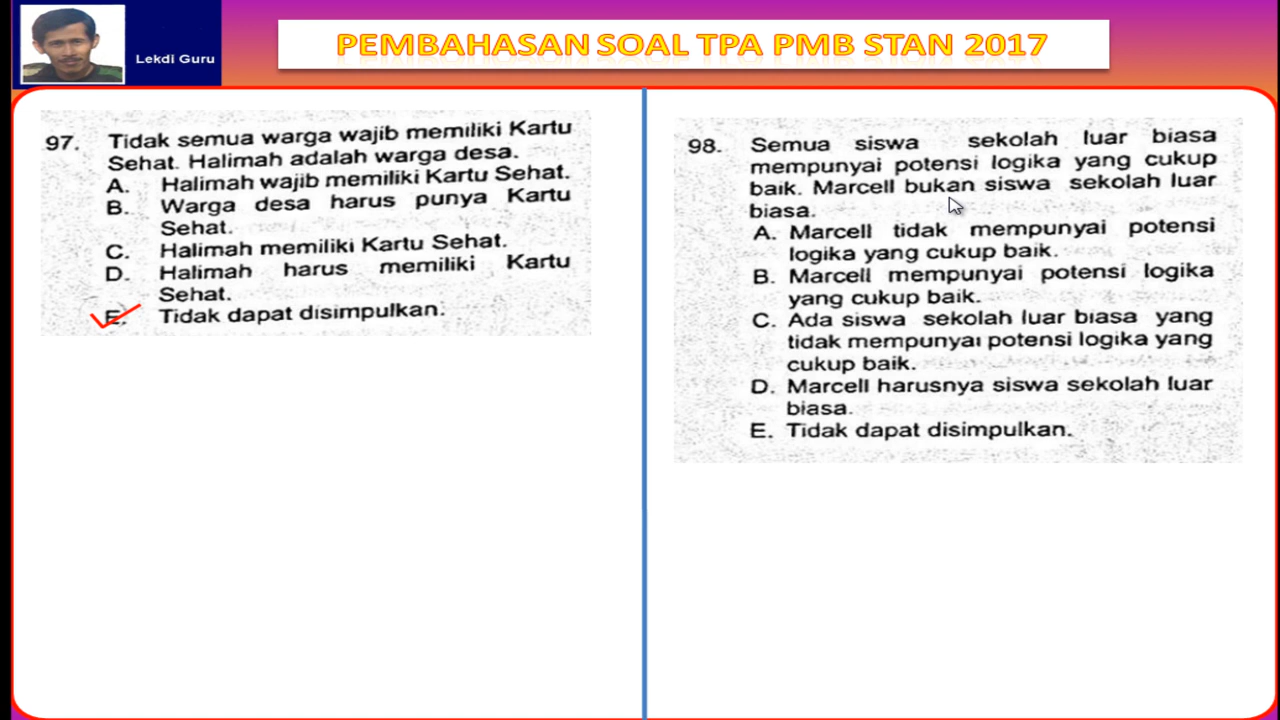 Lekdi Guru
PEMBAHASAN SOAL TPA PMB STAN 2017
97. Tidak semua warga wajib memiliki Kartu
Sehat. Halimah adalah warga desa.
A. Halimah wajib memiliki Kartu Sehat.
B. Warga desa harus punya Kartu
Sehat.
C. Halimah memiliki Kartu Sehat.
D. Halimah harus memiliki Kartu
Sehat.
E. Tidak dapat disimpulkan.
98. Semua siswa sekolah luar biasa
mempunyai potensi logika yang cukup
baik. Marcell bukan siswa sekolah luar
biasa.
A. Marcell tidak mempunyai potensi
logika yang cukup baik.
B. Marcell mempunyai potensi logika
yang cukup baik.
C. Ada siswa sekolah luar biasa yang
tidak mempunyai potensi logika yang
cukup baik.
D. Marcell harusnya siswa sekolah luar
biasa.
E. Tidak dapat disimpulkan.